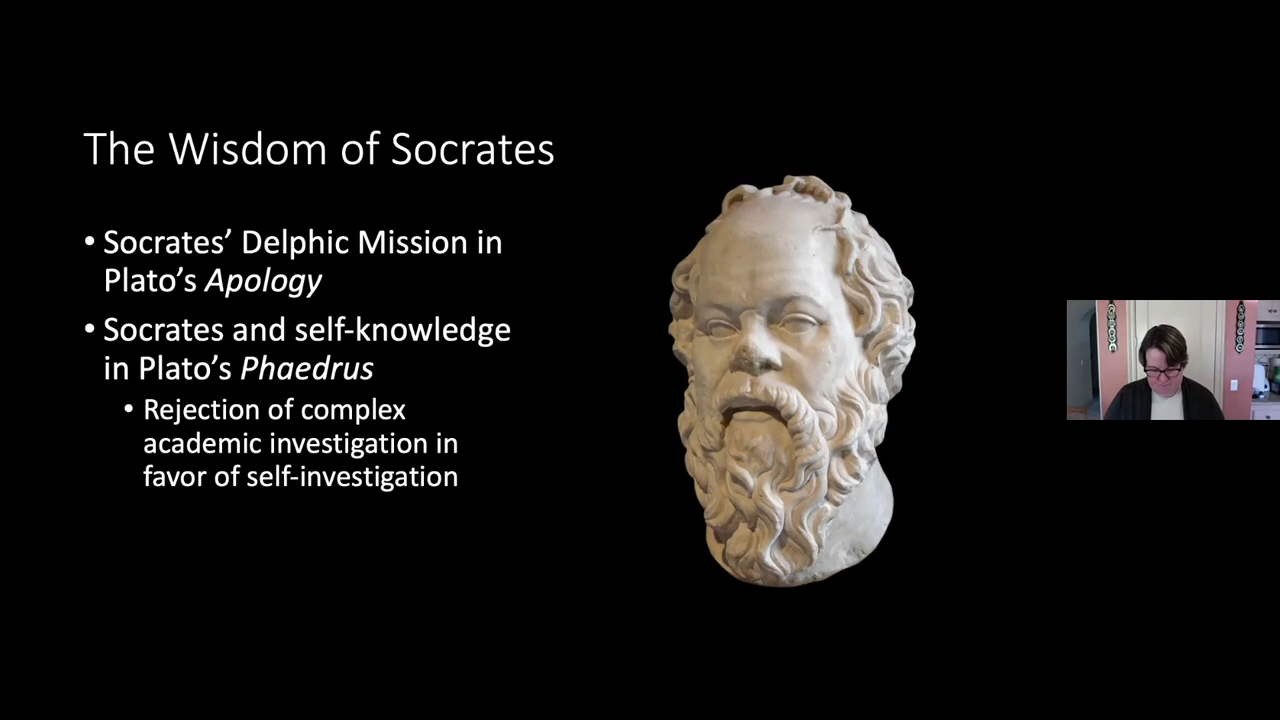 The Wisdom of Socrates
• Socrates’ Delphic Mission in
Plato’s Apology
• Socrates and self-knowledge
in Plato’s Phaedrus
• Rejection of complex
academic investigation in
favor of self-investigation